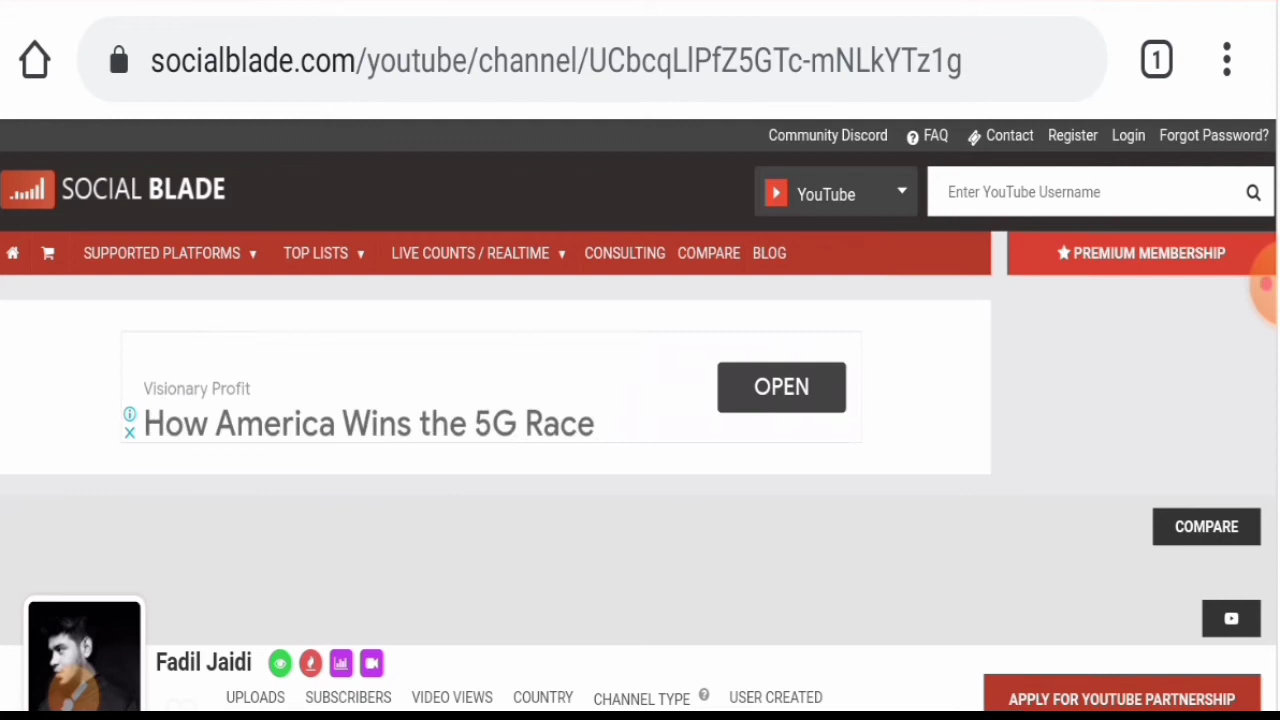 socialblade.com/youtube/channel/UCbcqLlPfZ5GTc-mNLkYTz1g
1
Community Discord FAQ Contact Register Login Forgot Password?
SOCIAL BLADE
YouTube
Enter YouTube Username
SUPPORTED PLATFORMS TOP LISTS LIVE COUNTS / REALTIME CONSULTING COMPARE BLOG
PREMIUM MEMBERSHIP
Visionary Profit
How America Wins the 5G Race
OPEN
COMPARE
Fadil Jaidi
UPLOADS SUBSCRIBERS VIDEO VIEWS COUNTRY CHANNEL TYPE USER CREATED
APPLY FOR YOUTUBE PARTNERSHIP